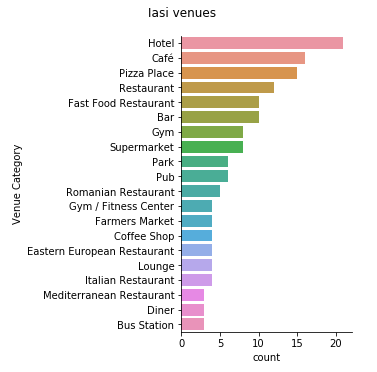 Iasi venues
Venue Category
Hotel
Café
Pizza Place
Restaurant
Fast Food Restaurant
Bar
Gym
Supermarket
Park
Pub
Romanian Restaurant
Gym / Fitness Center
Farmers Market
Coffee Shop
Eastern European Restaurant
Lounge
Italian Restaurant
Mediterranean Restaurant
Diner
Bus Station
0 5 10 15 20
count